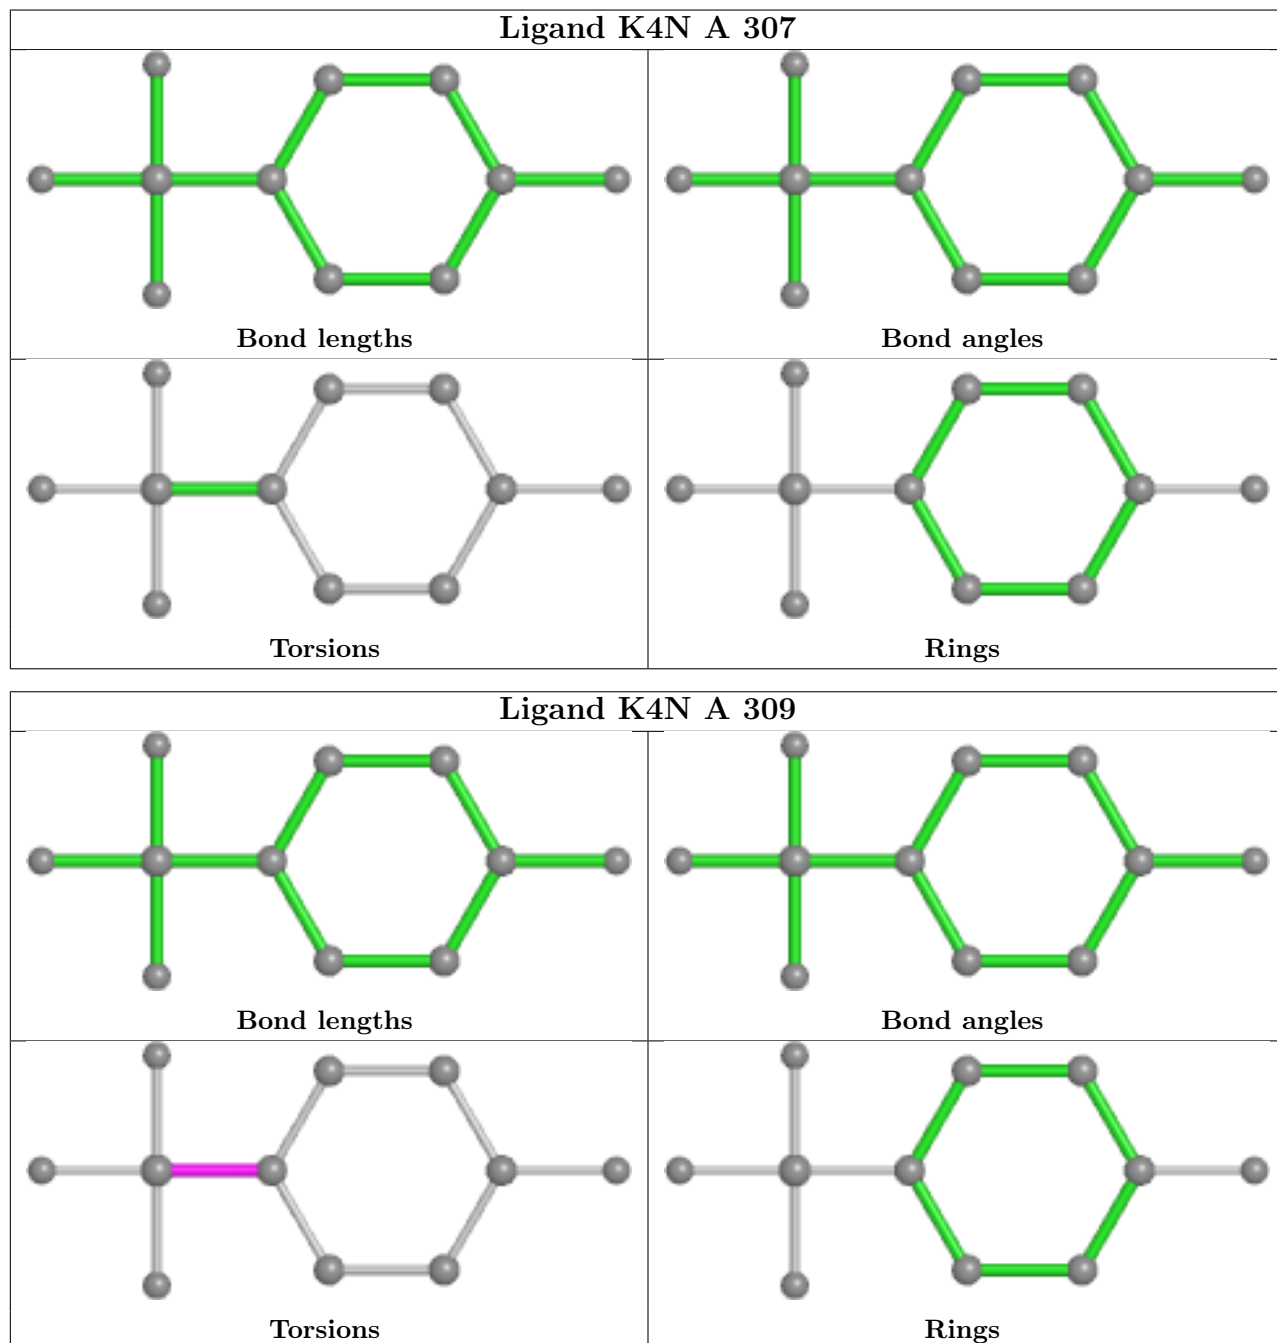 Ligand K4N A 307
Bond lengths
Bond angles
Torsions
Rings
Ligand K4N A 309
Bond lengths
Bond angles
Torsions
Rings